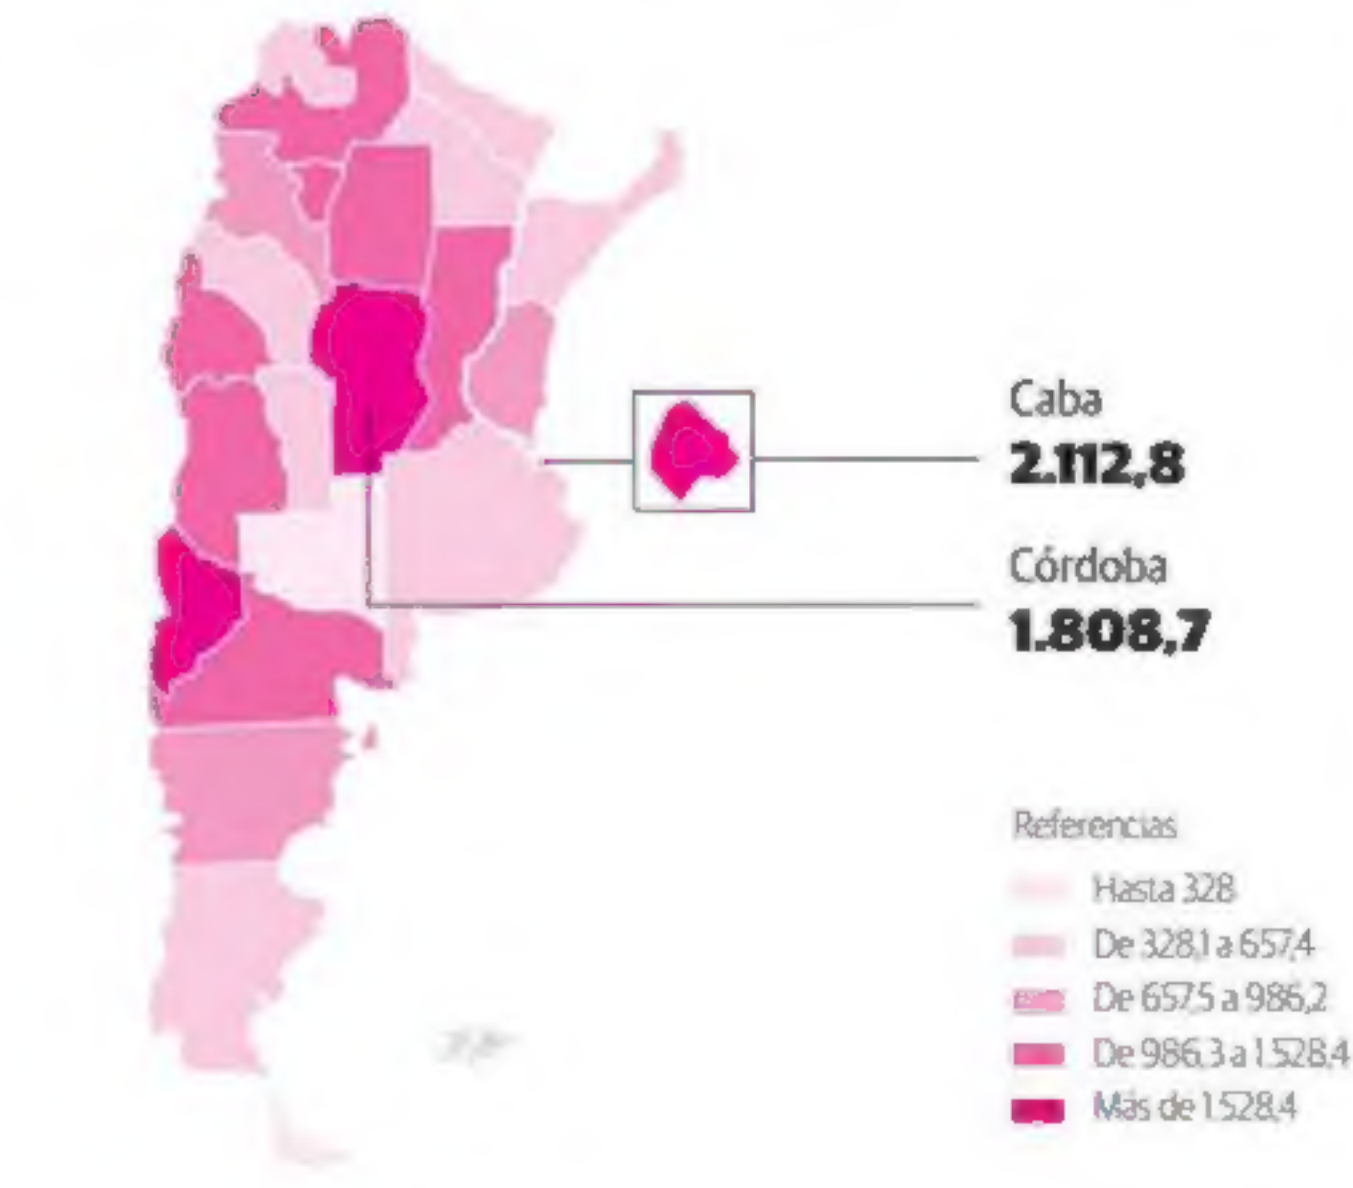 Caba
2.112,8
Córdoba
1.808,7
Referencias
Hasta 328
De 328,1 a 657,4
De 657,5 a 986,2
De 986,3 a 1.528,4
Más de 1.528,4